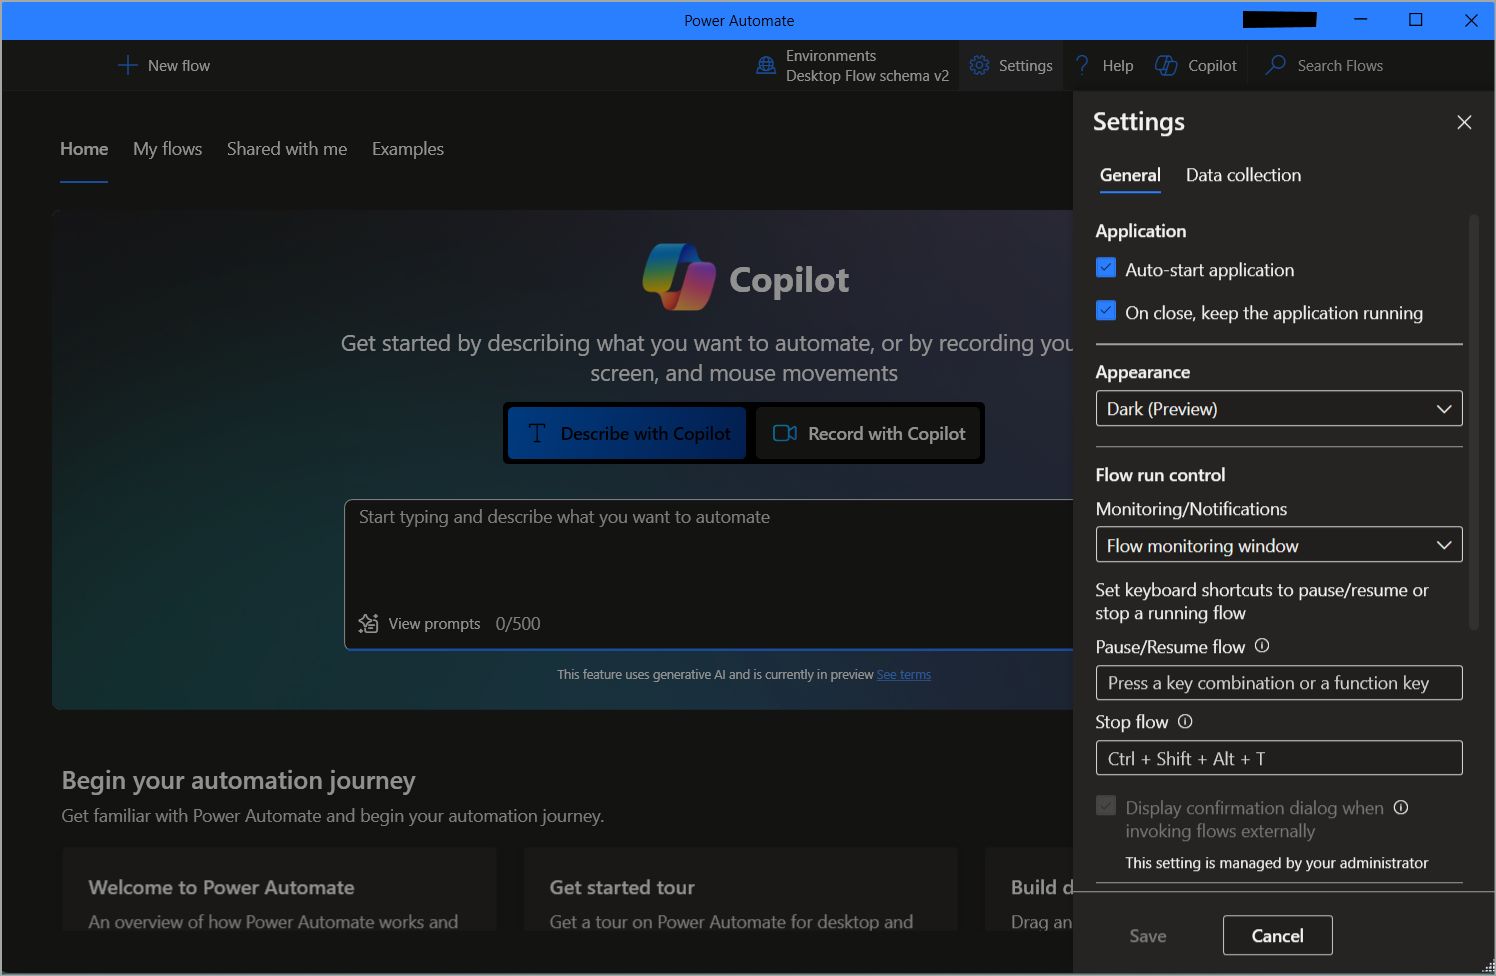 Power Automate
New flow
Environments
Desktop Flow schema v2
Settings
Help
Copilot
Search Flows
Home
My flows
Shared with me
Examples
Copilot
Get started by describing what you want to automate, or by recording you
screen, and mouse movements
Describe with Copilot
Record with Copilot
Start typing and describe what you want to automate
View prompts
0/500
This feature uses generative AI and is currently in preview See terms
Begin your automation journey
Get familiar with Power Automate and begin your automation journey.
Welcome to Power Automate
An overview of how Power Automate works and
Get started tour
Get a tour on Power Automate for desktop and
Build d
Drag an
Settings
General
Data collection
Application
Auto-start application
On close, keep the application running
Appearance
Dark (Preview)
Flow run control
Monitoring/Notifications
Flow monitoring window
Set keyboard shortcuts to pause/resume or
stop a running flow
Pause/Resume flow
Press a key combination or a function key
Stop flow
Ctrl + Shift + Alt + T
Display confirmation dialog when
invoking flows externally
This setting is managed by your administrator
Save
Cancel